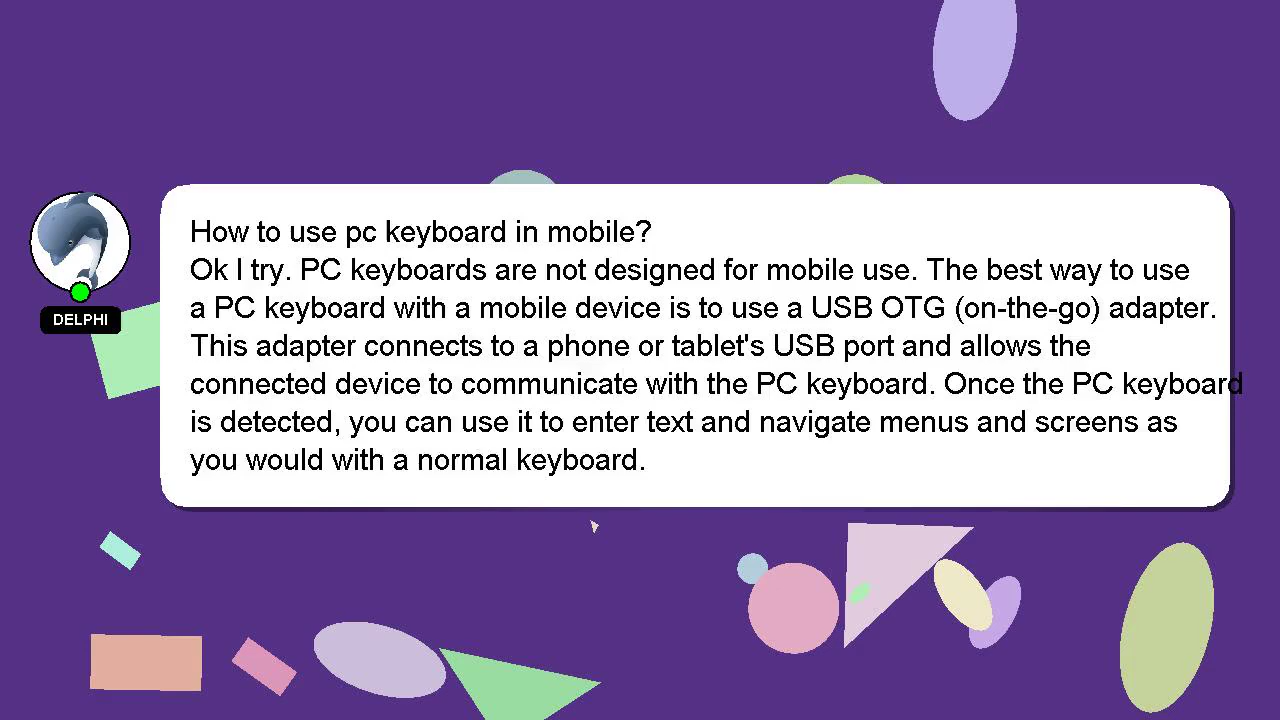 How to use pc keyboard in mobile?
Ok I try. PC keyboards are not designed for mobile use. The best way to use
a PC keyboard with a mobile device is to use a USB OTG (on-the-go) adapter.
This adapter connects to a phone or tablet's USB port and allows the
connected device to communicate with the PC keyboard. Once the PC keyboard
is detected, you can use it to enter text and navigate menus and screens as
you would with a normal keyboard.
DELPHI